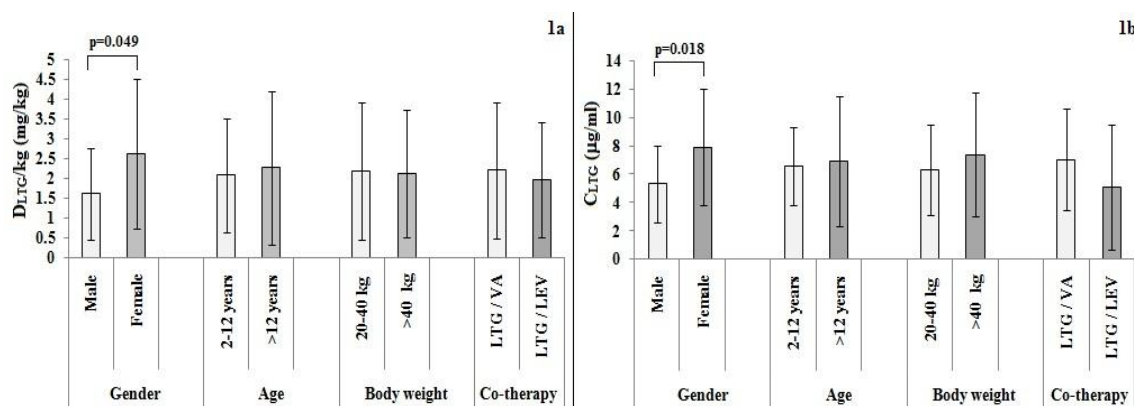 1a
p=0.049
DLTG/kg (mg/kg)
5
4.5
4
3.5
3
2.5
2
1.5
1
0.5
0
Male
Female
2-12 years
>12 years
20-40 kg
>40 kg
LTG / VA
LTG / LEV
Gender
Age
Body weight
Co-therapy
1b
p=0.018
CLTG (µg/ml)
14
12
10
8
6
4
2
0
Male
Female
2-12 years
>12 years
20-40 kg
>40 kg
LTG / VA
LTG / LEV
Gender
Age
Body weight
Co-therapy